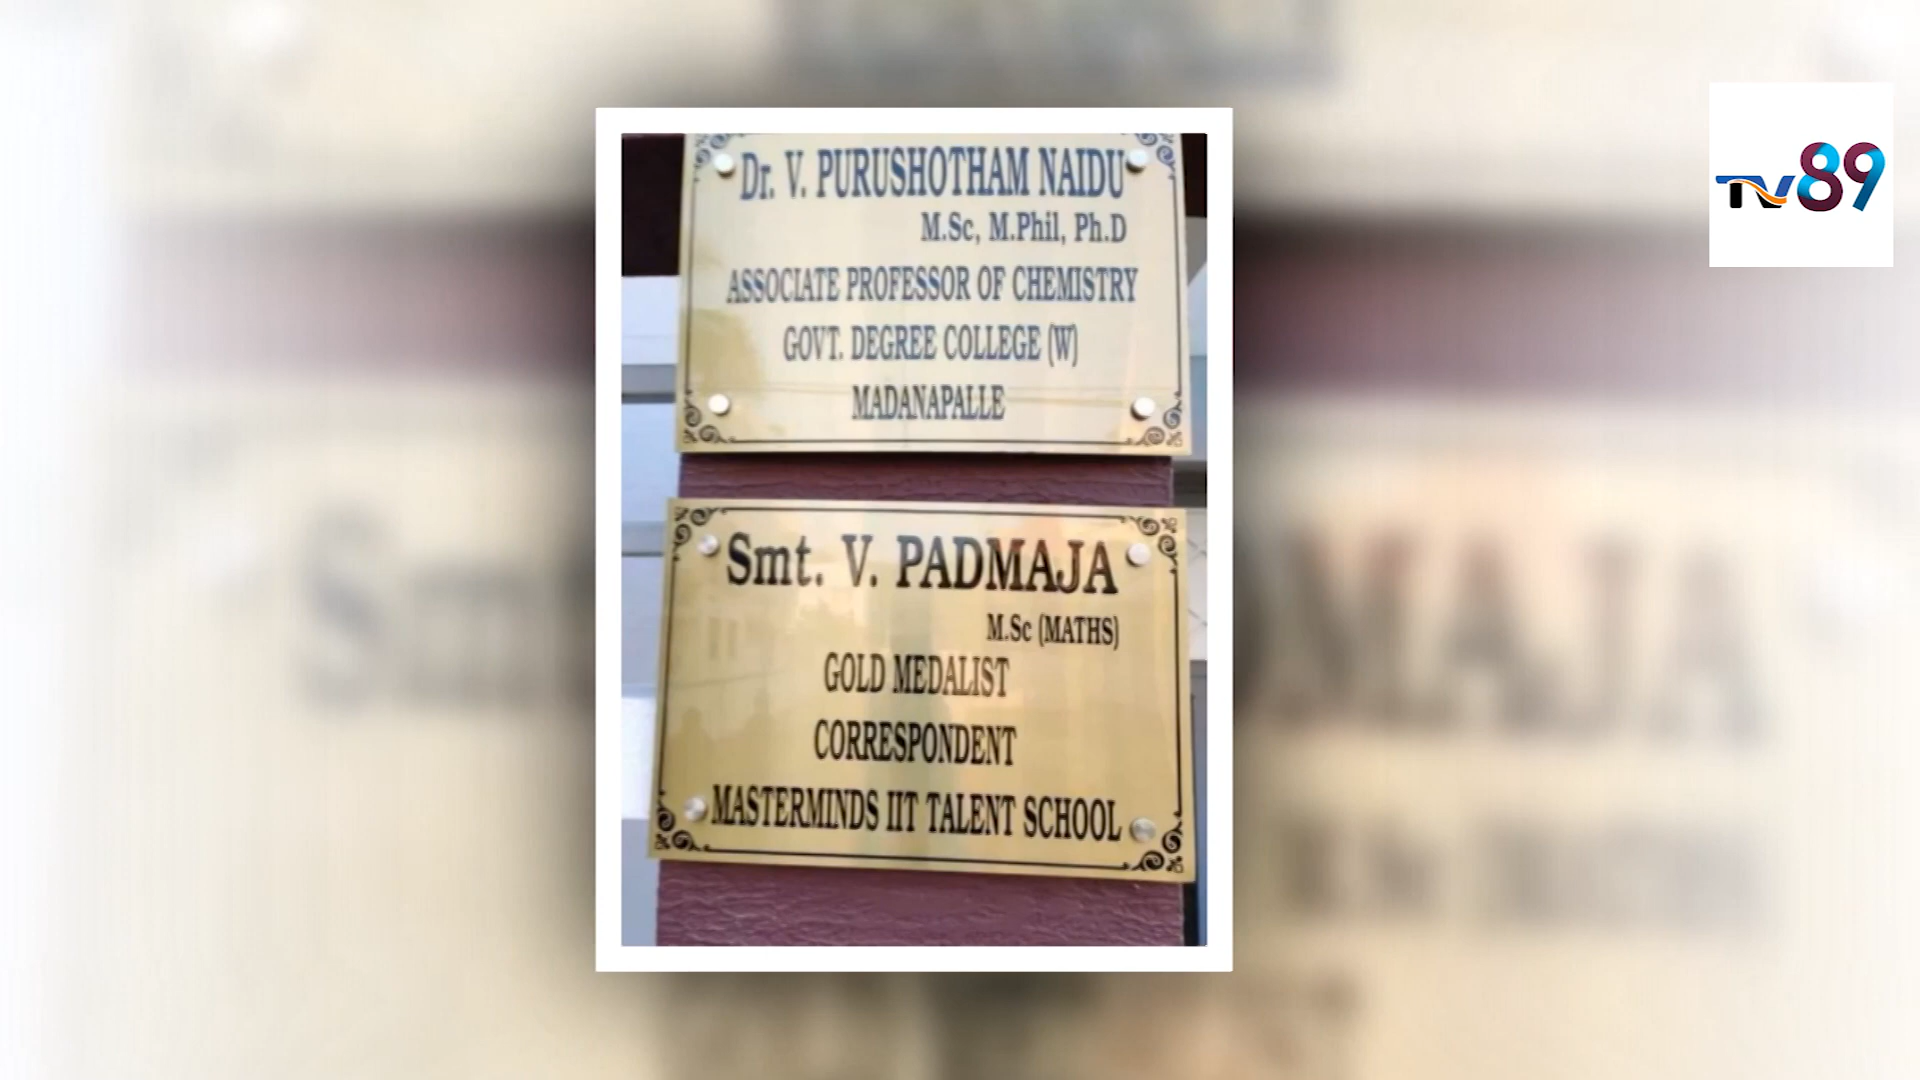 Dr. V. PURUSHOTHAM NAIDU
M.Sc, M.Phil, Ph.D
ASSOCIATE PROFESSOR OF CHEMISTRY
GOVT. DEGREE COLLEGE (W)
MADANAPALLE
Smt. V. PADMAJA
M.Sc (MATHS)
GOLD MEDALIST
CORRESPONDENT
MASTERMINDS IIT TALENT SCHOOL
TV89